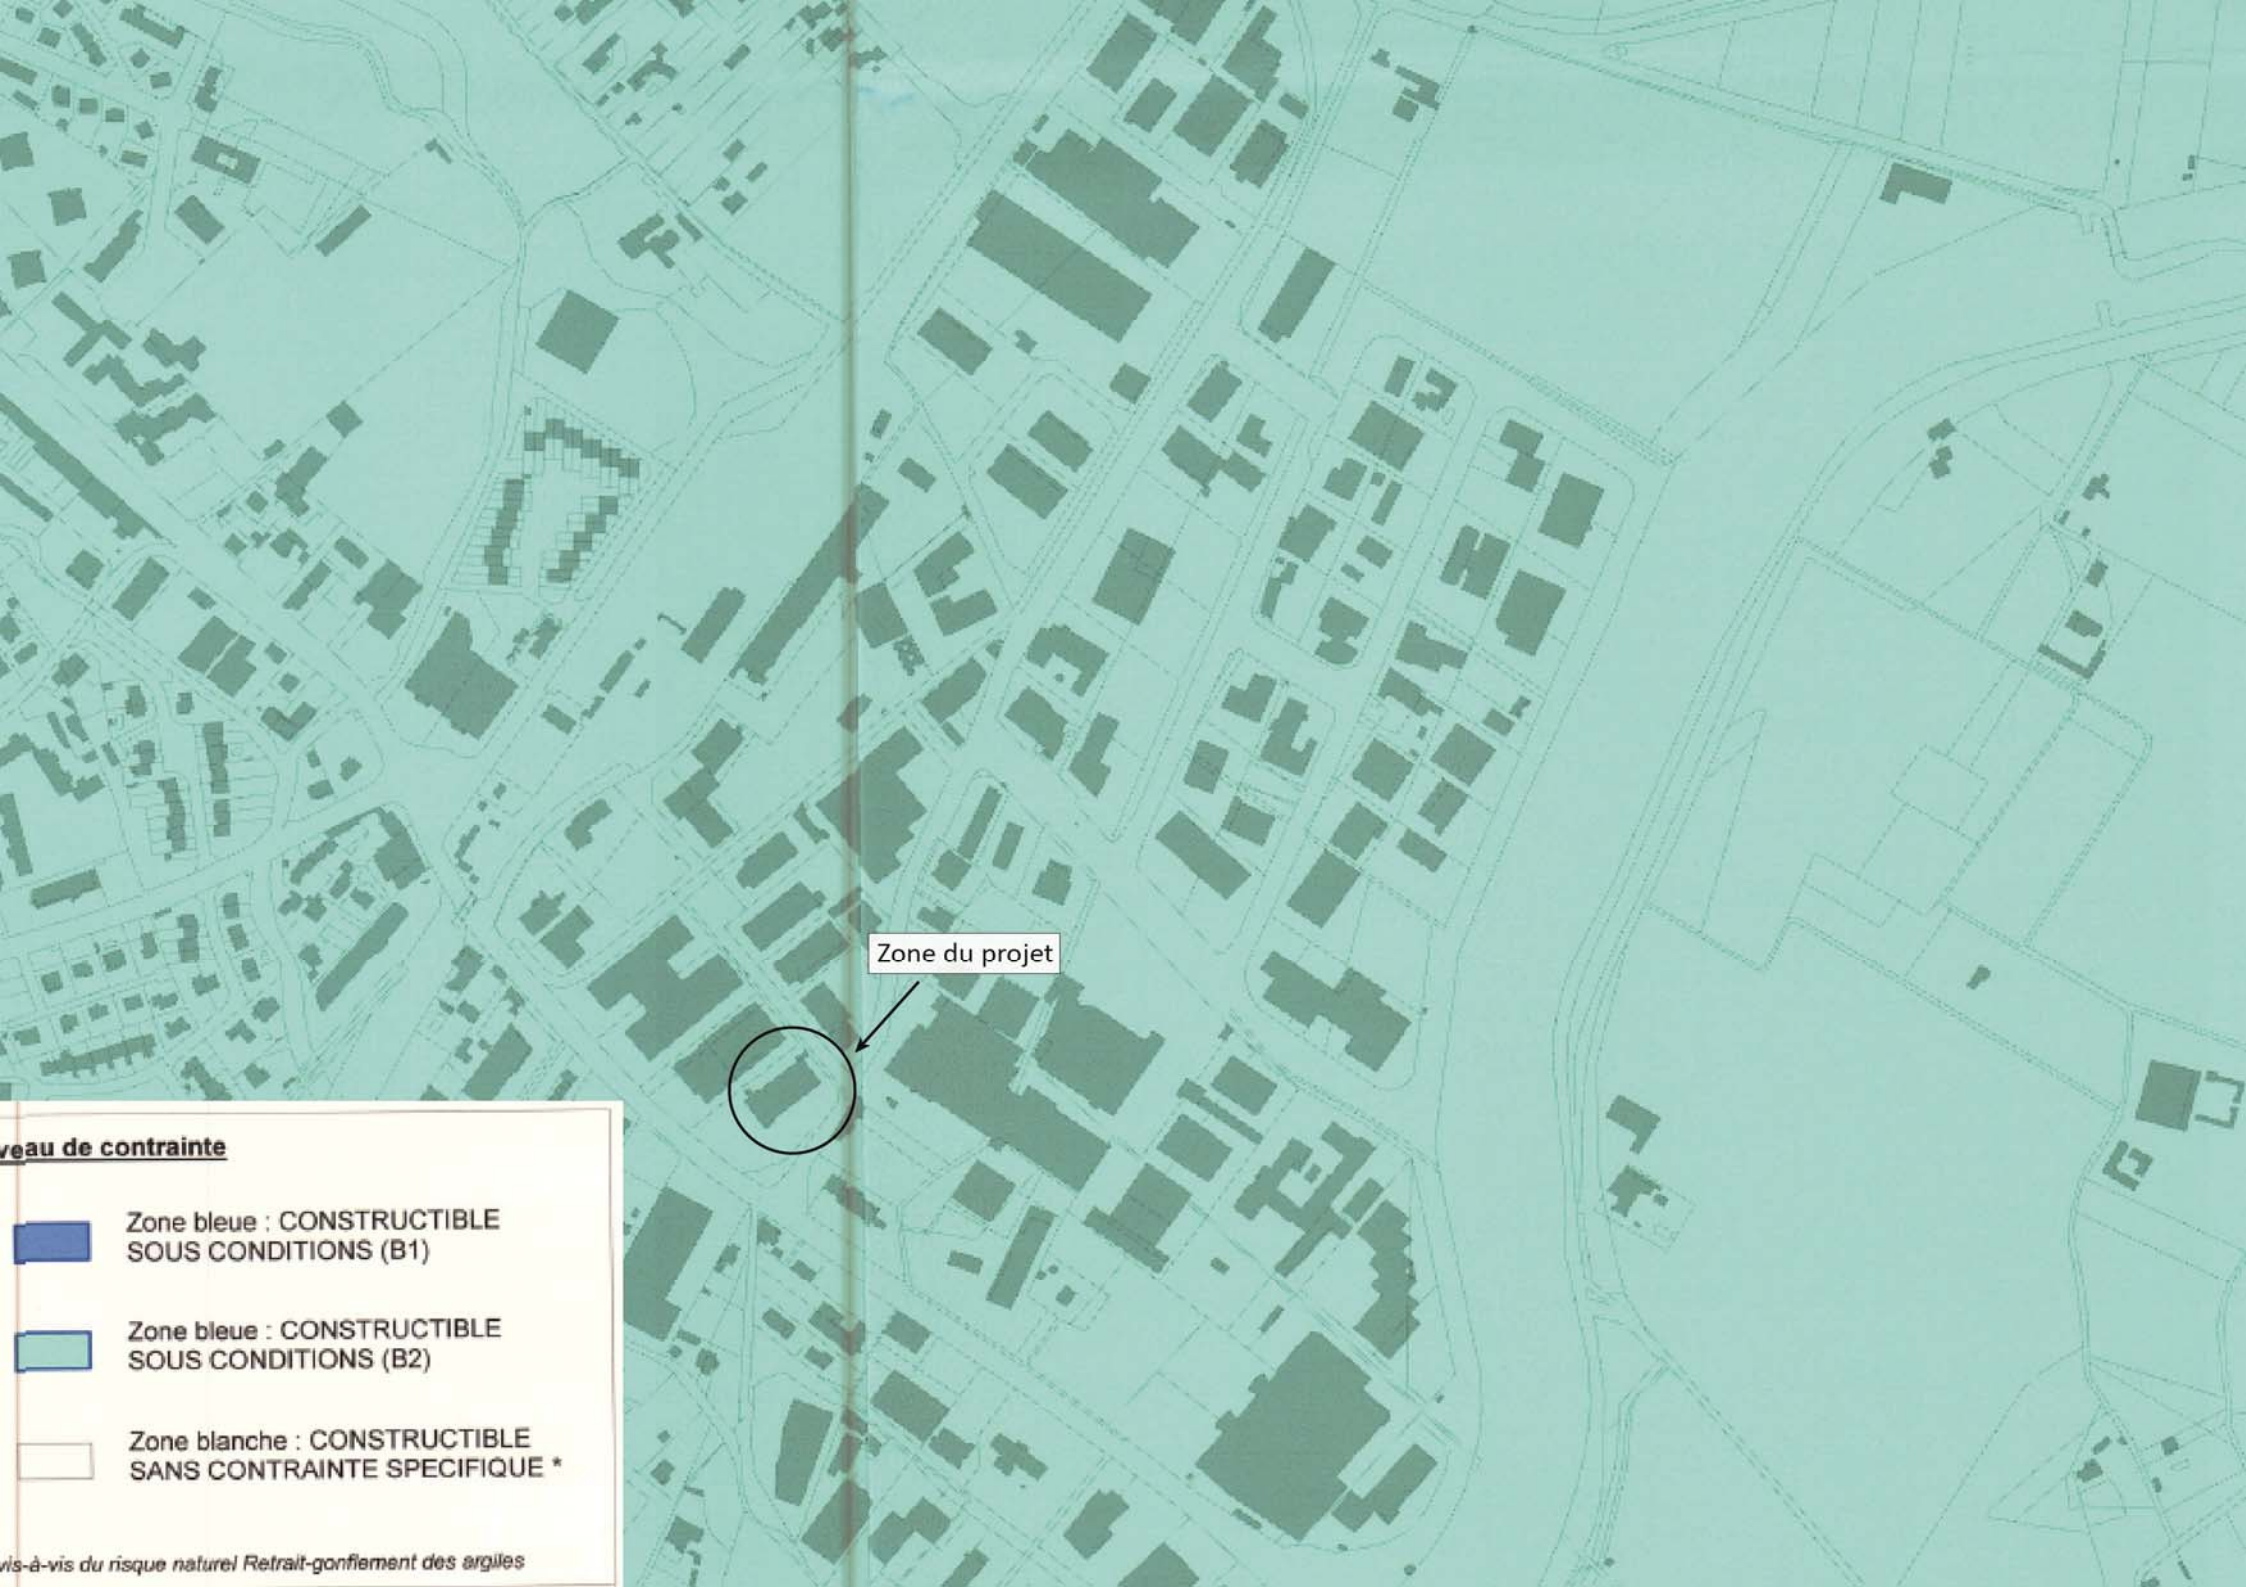 Zone du projet
veau de contrainte
Zone bleue : CONSTRUCTIBLE
SOUS CONDITIONS (B1)
Zone bleue : CONSTRUCTIBLE
SOUS CONDITIONS (B2)
Zone blanche : CONSTRUCTIBLE
SANS CONTRAINTE SPECIFIQUE *
vis-à-vis du risque naturel Retrait-gonflement des argiles